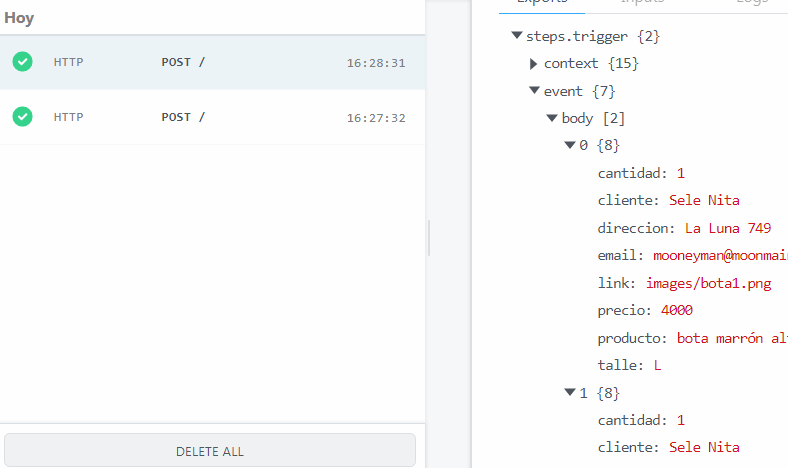 Hoy
HTTP POST / 16:28:31
HTTP POST / 16:27:32
DELETE ALL
Exports Inputs Logs
steps.trigger {2}
context {15}
event {7}
body [2]
0 {8}
cantidad: 1
cliente: Sele Nita
direccion: La Luna 749
email: mooneyman@moonmai
link: images/bota1.png
precio: 4000
producto: bota marrón al
talle: L
1 {8}
cantidad: 1
cliente: Sele Nita